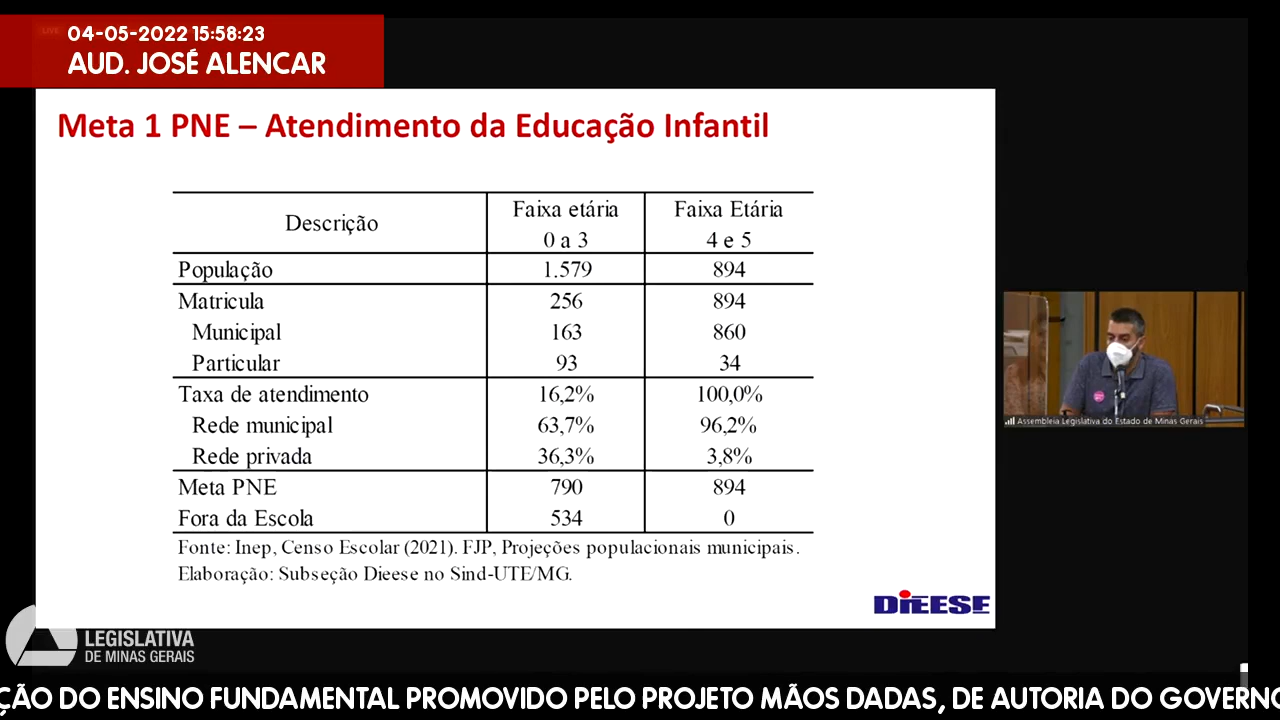 LIVE
04-05-2022 15:58:23
AUD. JOSÉ ALENCAR
Meta 1 PNE – Atendimento da Educação Infantil
Descrição Faixa etária 0 a 3 Faixa Etária 4 e 5
População 1.579 894
Matricula 256 894
Municipal 163 860
Particular 93 34
Taxa de atendimento 16,2% 100,0%
Rede municipal 63,7% 96,2%
Rede privada 36,3% 3,8%
Meta PNE 790 894
Fora da Escola 534 0
Fonte: Inep, Censo Escolar (2021). FJP, Projeções populacionais municipais.
Elaboração: Subseção Dieese no Sind-UTE/MG.
DIEESE
Assembleia Legislativa do Estado de Minas Gerais
LEGISLATIVA
DE MINAS GERAIS
ÇÃO DO ENSINO FUNDAMENTAL PROMOVIDO PELO PROJETO MÃOS DADAS, DE AUTORIA DO GOVERNO